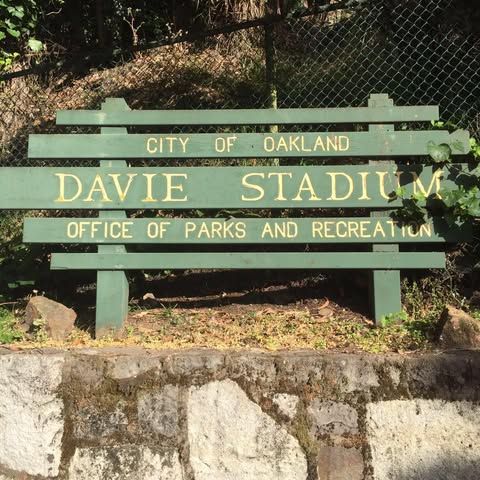 CITY OF OAKLAND
DAVIE STADIUM
OFFICE OF PARKS AND RECREATION